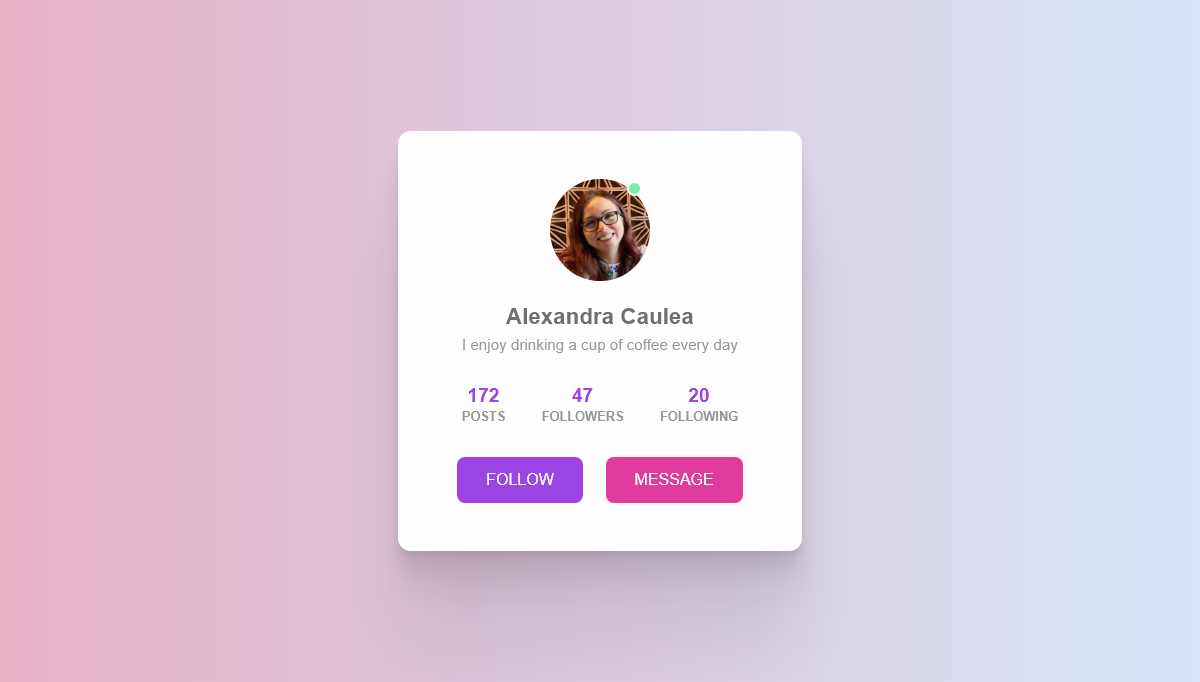 Alexandra Caulea
I enjoy drinking a cup of coffee every day
172 47 20
POSTS FOLLOWERS FOLLOWING
FOLLOW MESSAGE